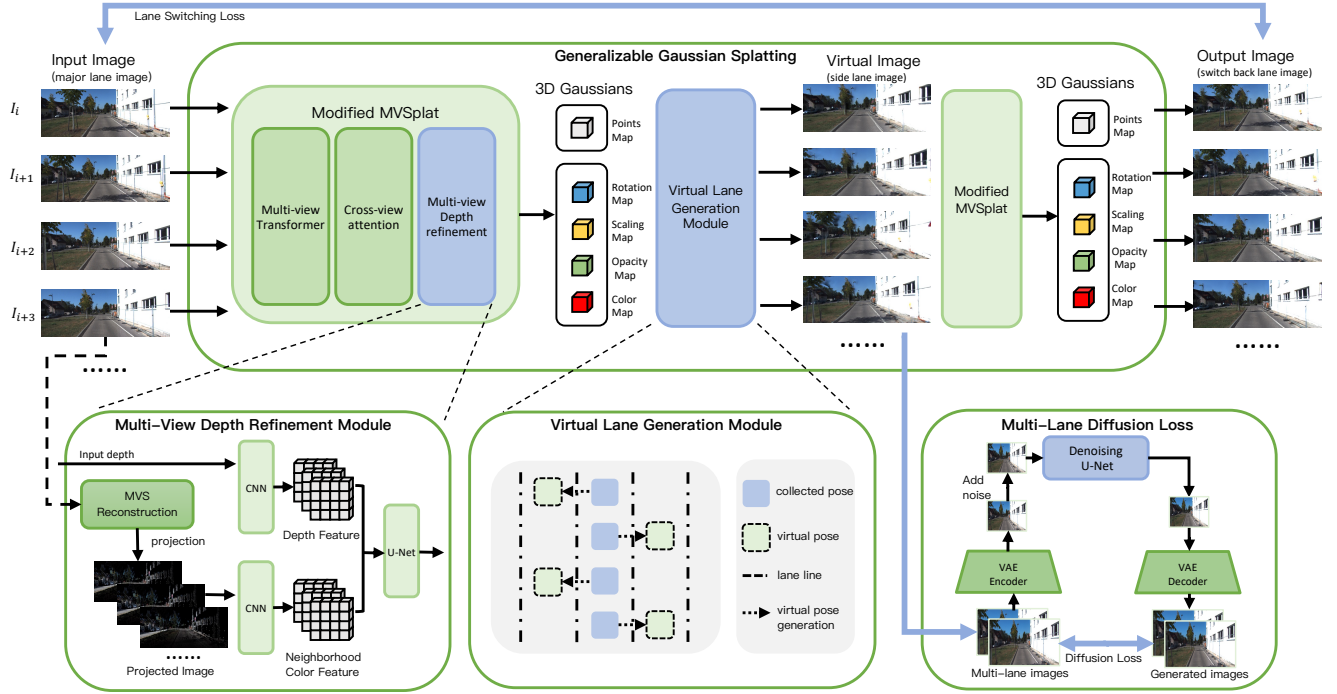 Lane Switching Loss
Generalizable Gaussian Splatting
Input Image
(major lane image)
Virtual Image
(side lane image)
Output Image
(switch back lane image)
I_i
I_{i+1}
I_{i+2}
I_{i+3}
......
Modified MVSplat
Multi-view
Transformer
Cross-view
attention
Multi-view
Depth
refinement
3D Gaussians
Points
Map
Rotation
Map
Scaling
Map
Opacity
Map
Color
Map
Virtual Lane
Generation
Module
......
Modified
MVSplat
3D Gaussians
Points
Map
Rotation
Map
Scaling
Map
Opacity
Map
Color
Map
......
Multi-View Depth Refinement Module
Input depth
MVS
Reconstruction
projection
CNN
Depth Feature
CNN
U-Net
......
Projected Image
Neighborhood
Color Feature
Virtual Lane Generation Module
collected pose
virtual pose
lane line
virtual pose
generation
Multi-Lane Diffusion Loss
Denoising
U-Net
Add
noise
VAE
Encoder
VAE
Decoder
Diffusion Loss
Multi-lane images
Generated images